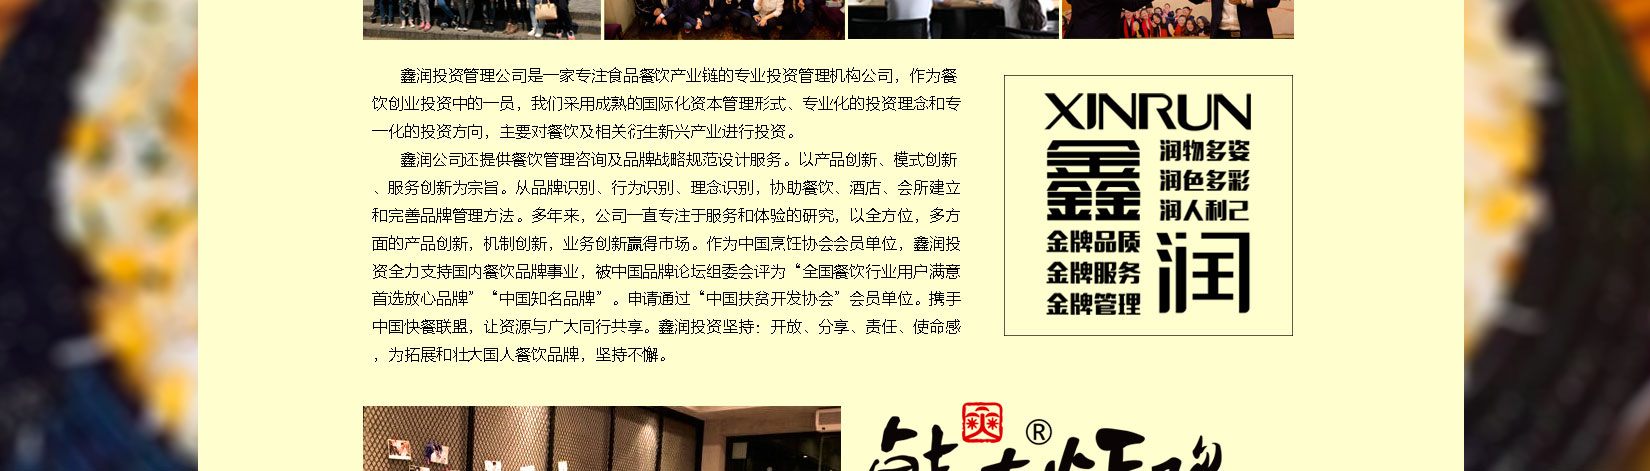 鑫润投资管理公司是一家专注食品餐饮产业链的专业投资管理机构公司，作为餐
饮创业投资中的一员，我们采用成熟的国际化资本管理形式、专业化的投资理念和专
一化的投资方向，主要对餐饮及相关衍生新兴产业进行投资。
鑫润公司还提供餐饮管理咨询及品牌战略规范设计服务。以产品创新、模式创新
、服务创新为宗旨。从品牌识别、行为识别、理念识别，协助餐饮、酒店、会所建立
和完善品牌管理方法。多年来，公司一直专注于服务和体验的研究，以全方位，多方
面的产品创新，机制创新，业务创新赢得市场。作为中国烹饪协会会员单位，鑫润投
资全力支持国内餐饮品牌事业，被中国品牌论坛组委会评为“全国餐饮行业用户满意
首选放心品牌”“中国知名品牌”。申请通过“中国扶贫开发协会”会员单位。携手
中国快餐联盟，让资源与广大同行共享。鑫润投资坚持：开放、分享、责任、使命感
，为拓展和壮大国人餐饮品牌，坚持不懈。
XINRUN
鑫
润物多姿
润色多彩
润人利己
金牌品质
金牌服务
金牌管理
润
®